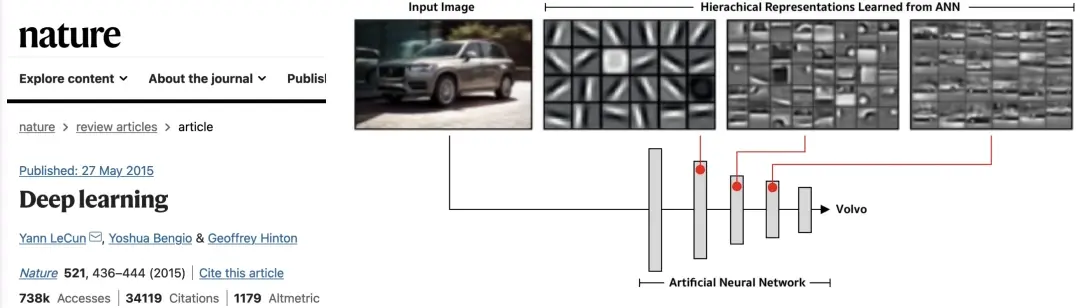 nature
Explore content About the journal Publis
nature > review articles > article
Published: 27 May 2015
Deep learning
Yann LeCun, Yoshua Bengio & Geoffrey Hinton
Nature 521, 436–444 (2015) | Cite this article
738k Accesses | 34119 Citations | 1179 Altmetric
Input Image
Hierachical Representations Learned from ANN
Volvo
Artificial Neural Network